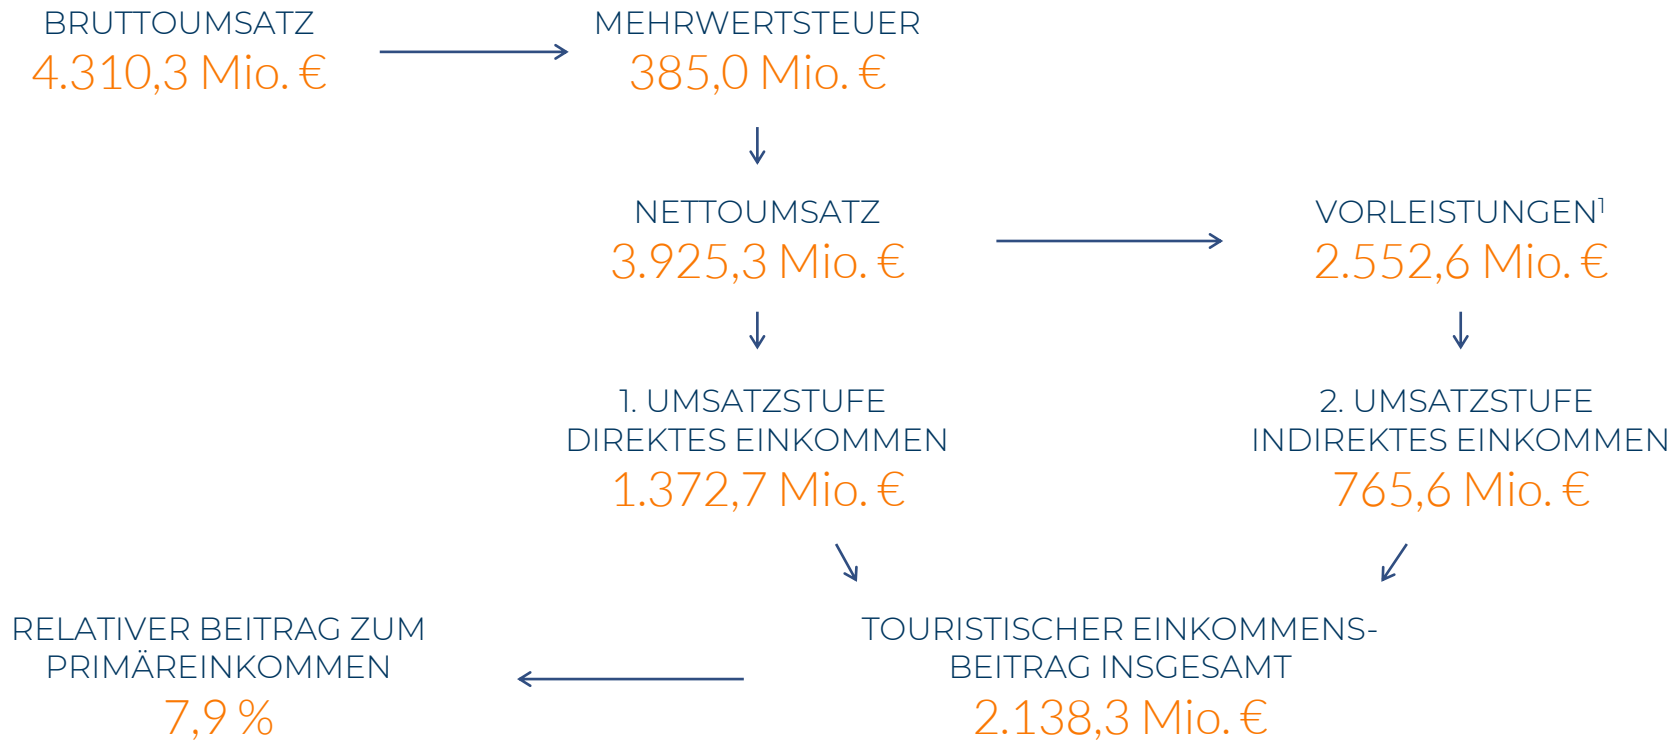 BRUTTOUMSATZ
4.310,3 Mio. €
MEHRWERTSTEUER
385,0 Mio. €
NETTOUMSATZ
3.925,3 Mio. €
VORLEISTUNGEN¹
2.552,6 Mio. €
1. UMSATZSTUFE
DIREKTES EINKOMMEN
1.372,7 Mio. €
2. UMSATZSTUFE
INDIREKTES EINKOMMEN
765,6 Mio. €
RELATIVER BEITRAG ZUM
PRIMÄREINKOMMEN
7,9 %
TOURISTISCHER EINKOMMENS-
BEITRAG INSGESAMT
2.138,3 Mio. €